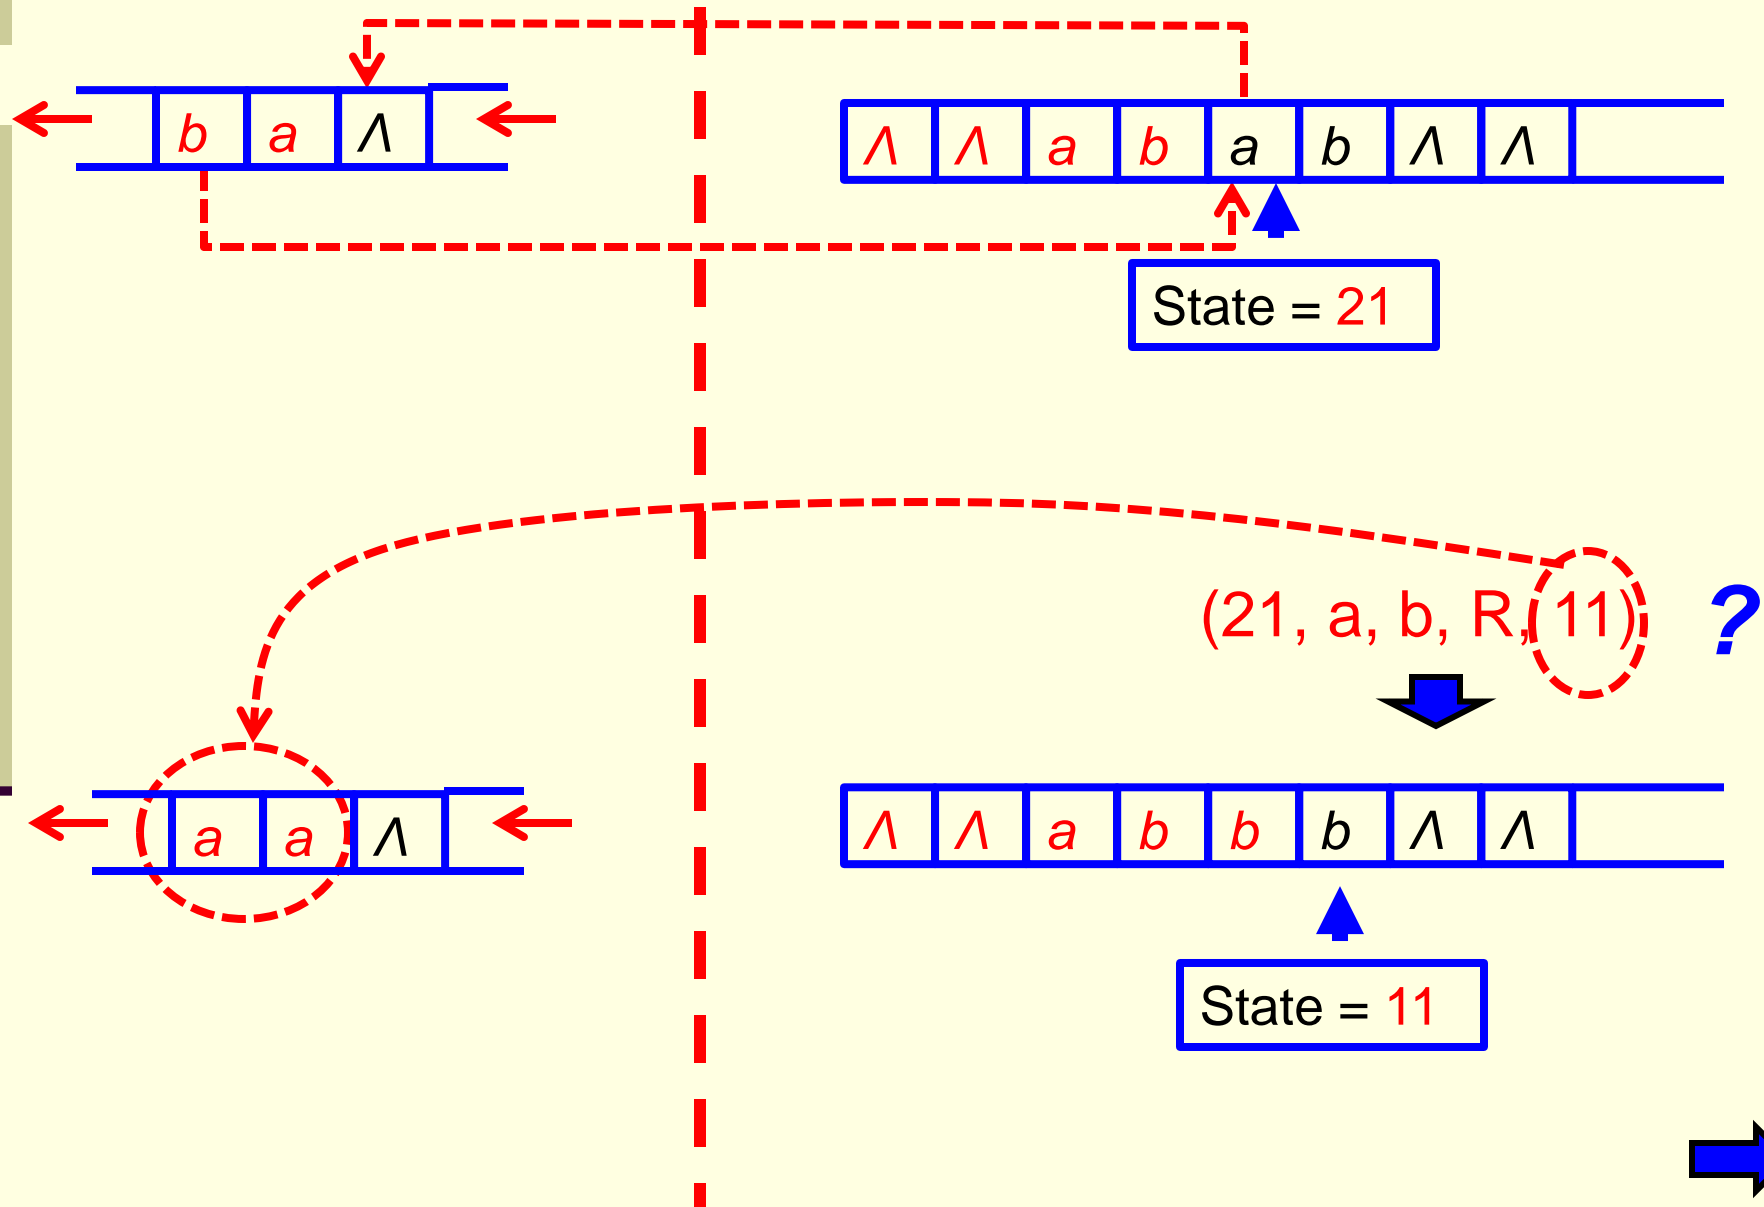 b a Λ
Λ Λ a b a b Λ Λ
State = 21
(21, a, b, R, 11) ?
a a Λ
Λ Λ a b b b Λ Λ
State = 11